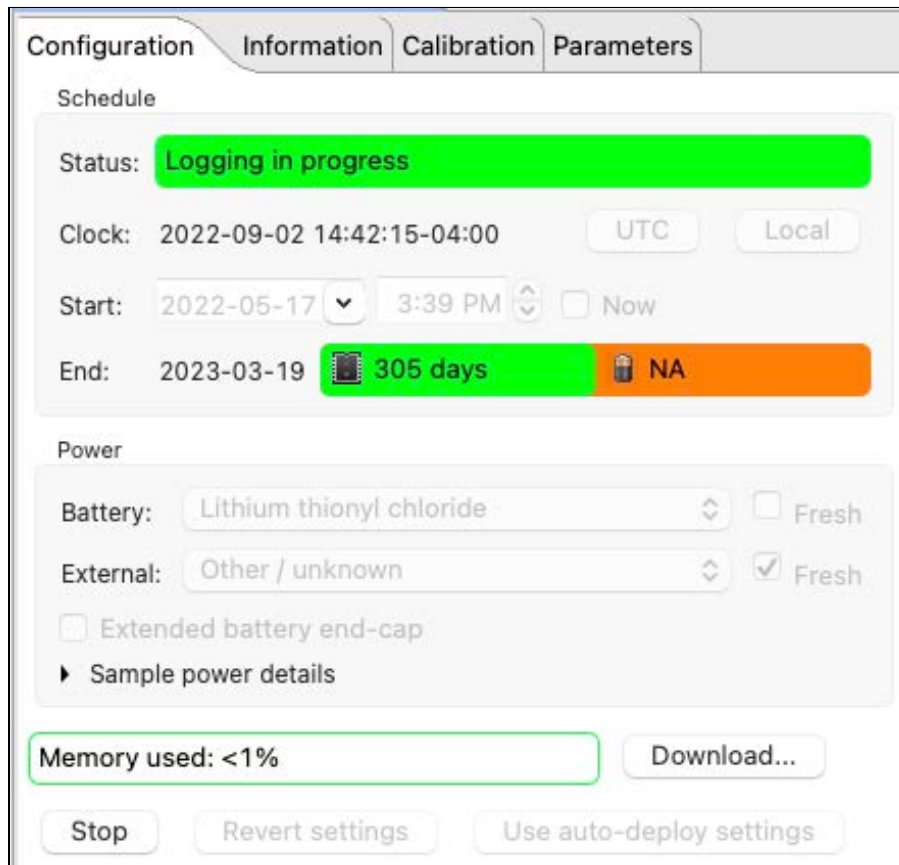 Configuration Information Calibration Parameters
Schedule
Status: Logging in progress
Clock: 2022-09-02 14:42:15-04:00 UTC Local
Start: 2022-05-17 3:39 PM Now
End: 2023-03-19 305 days NA
Power
Battery: Lithium thionyl chloride Fresh
External: Other / unknown Fresh
Extended battery end-cap
Sample power details
Memory used: <1% Download...
Stop Revert settings Use auto-deploy settings